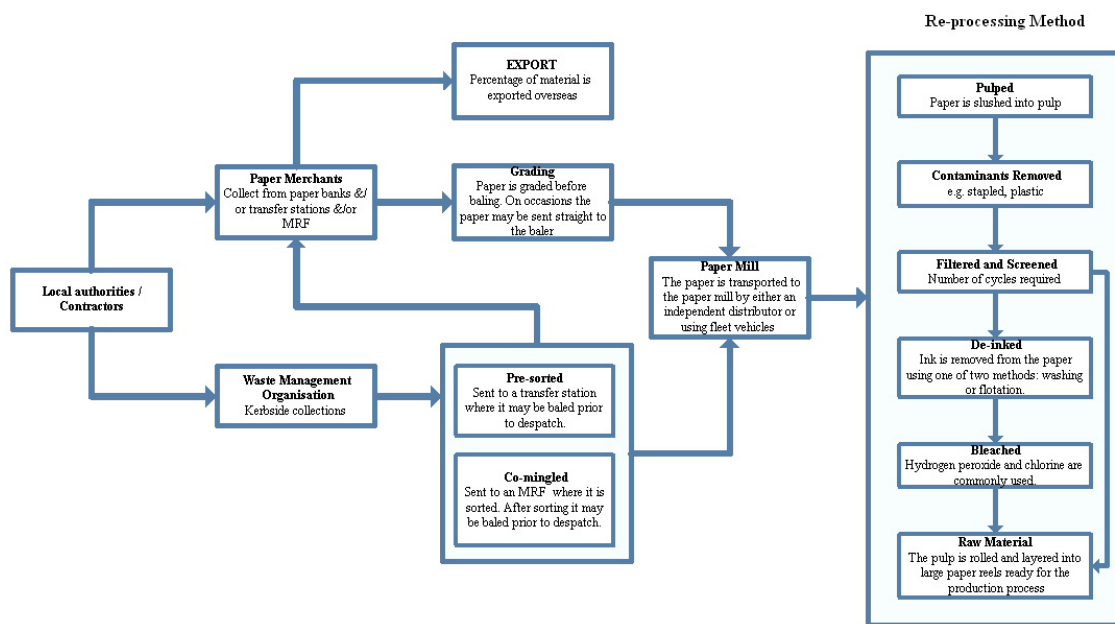 Re-processing Method
EXPORT
Percentage of material is
exported overseas
Paper Merchants
Collect from paper banks &/
or transfer stations &/or
MRF
Grading
Paper is graded before
baling. On occasions the
paper may be sent straight to
the baler
Local authorities /
Contractors
Waste Management
Organisation
Kerbside collections
Pre-sorted
Sent to a transfer station
where it may be baled prior
to despatch.
Co-mingled
Sent to an MRF where it is
sorted. After sorting it may
be baled prior to despatch.
Paper Mill
The paper is transported to
the paper mill by either an
independent distributor or
using fleet vehicles
Pulped
Paper is slushed into pulp
Contaminants Removed
e.g. stapled, plastic
Filtered and Screened
Number of cycles required
De-inked
Ink is removed from the paper
using one of two methods: washing
or flotation.
Bleached
Hydrogen peroxide and chlorine are
commonly used.
Raw Material
The pulp is rolled and layered into
large paper reels ready for the
production process